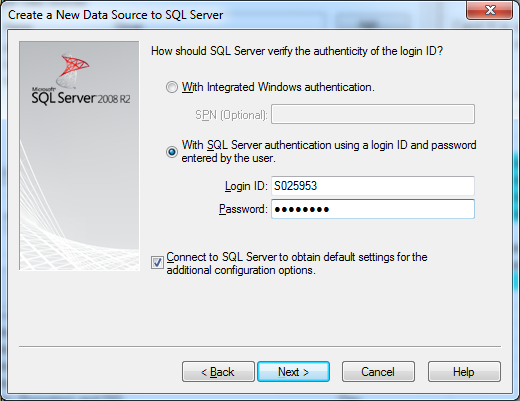 Create a New Data Source to SQL Server
How should SQL Server verify the authenticity of the login ID?
Microsoft
SQL Server 2008 R2
With Integrated Windows authentication.
SPN (Optional):
With SQL Server authentication using a login ID and password
entered by the user.
Login ID: S025953
Password: ●●●●●●●●
Connect to SQL Server to obtain default settings for the
additional configuration options.
< Back Next > Cancel Help